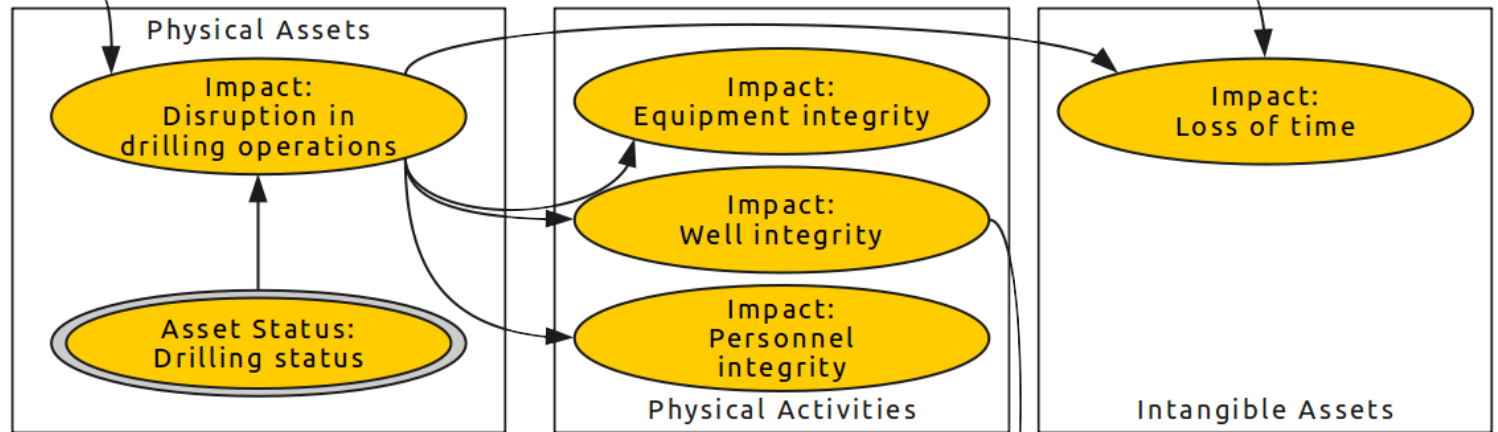 Physical Assets
Impact:
Disruption in
drilling operations
Asset Status:
Drilling status
Impact:
Equipment integrity
Impact:
Well integrity
Impact:
Personnel
integrity
Physical Activities
Impact:
Loss of time
Intangible Assets